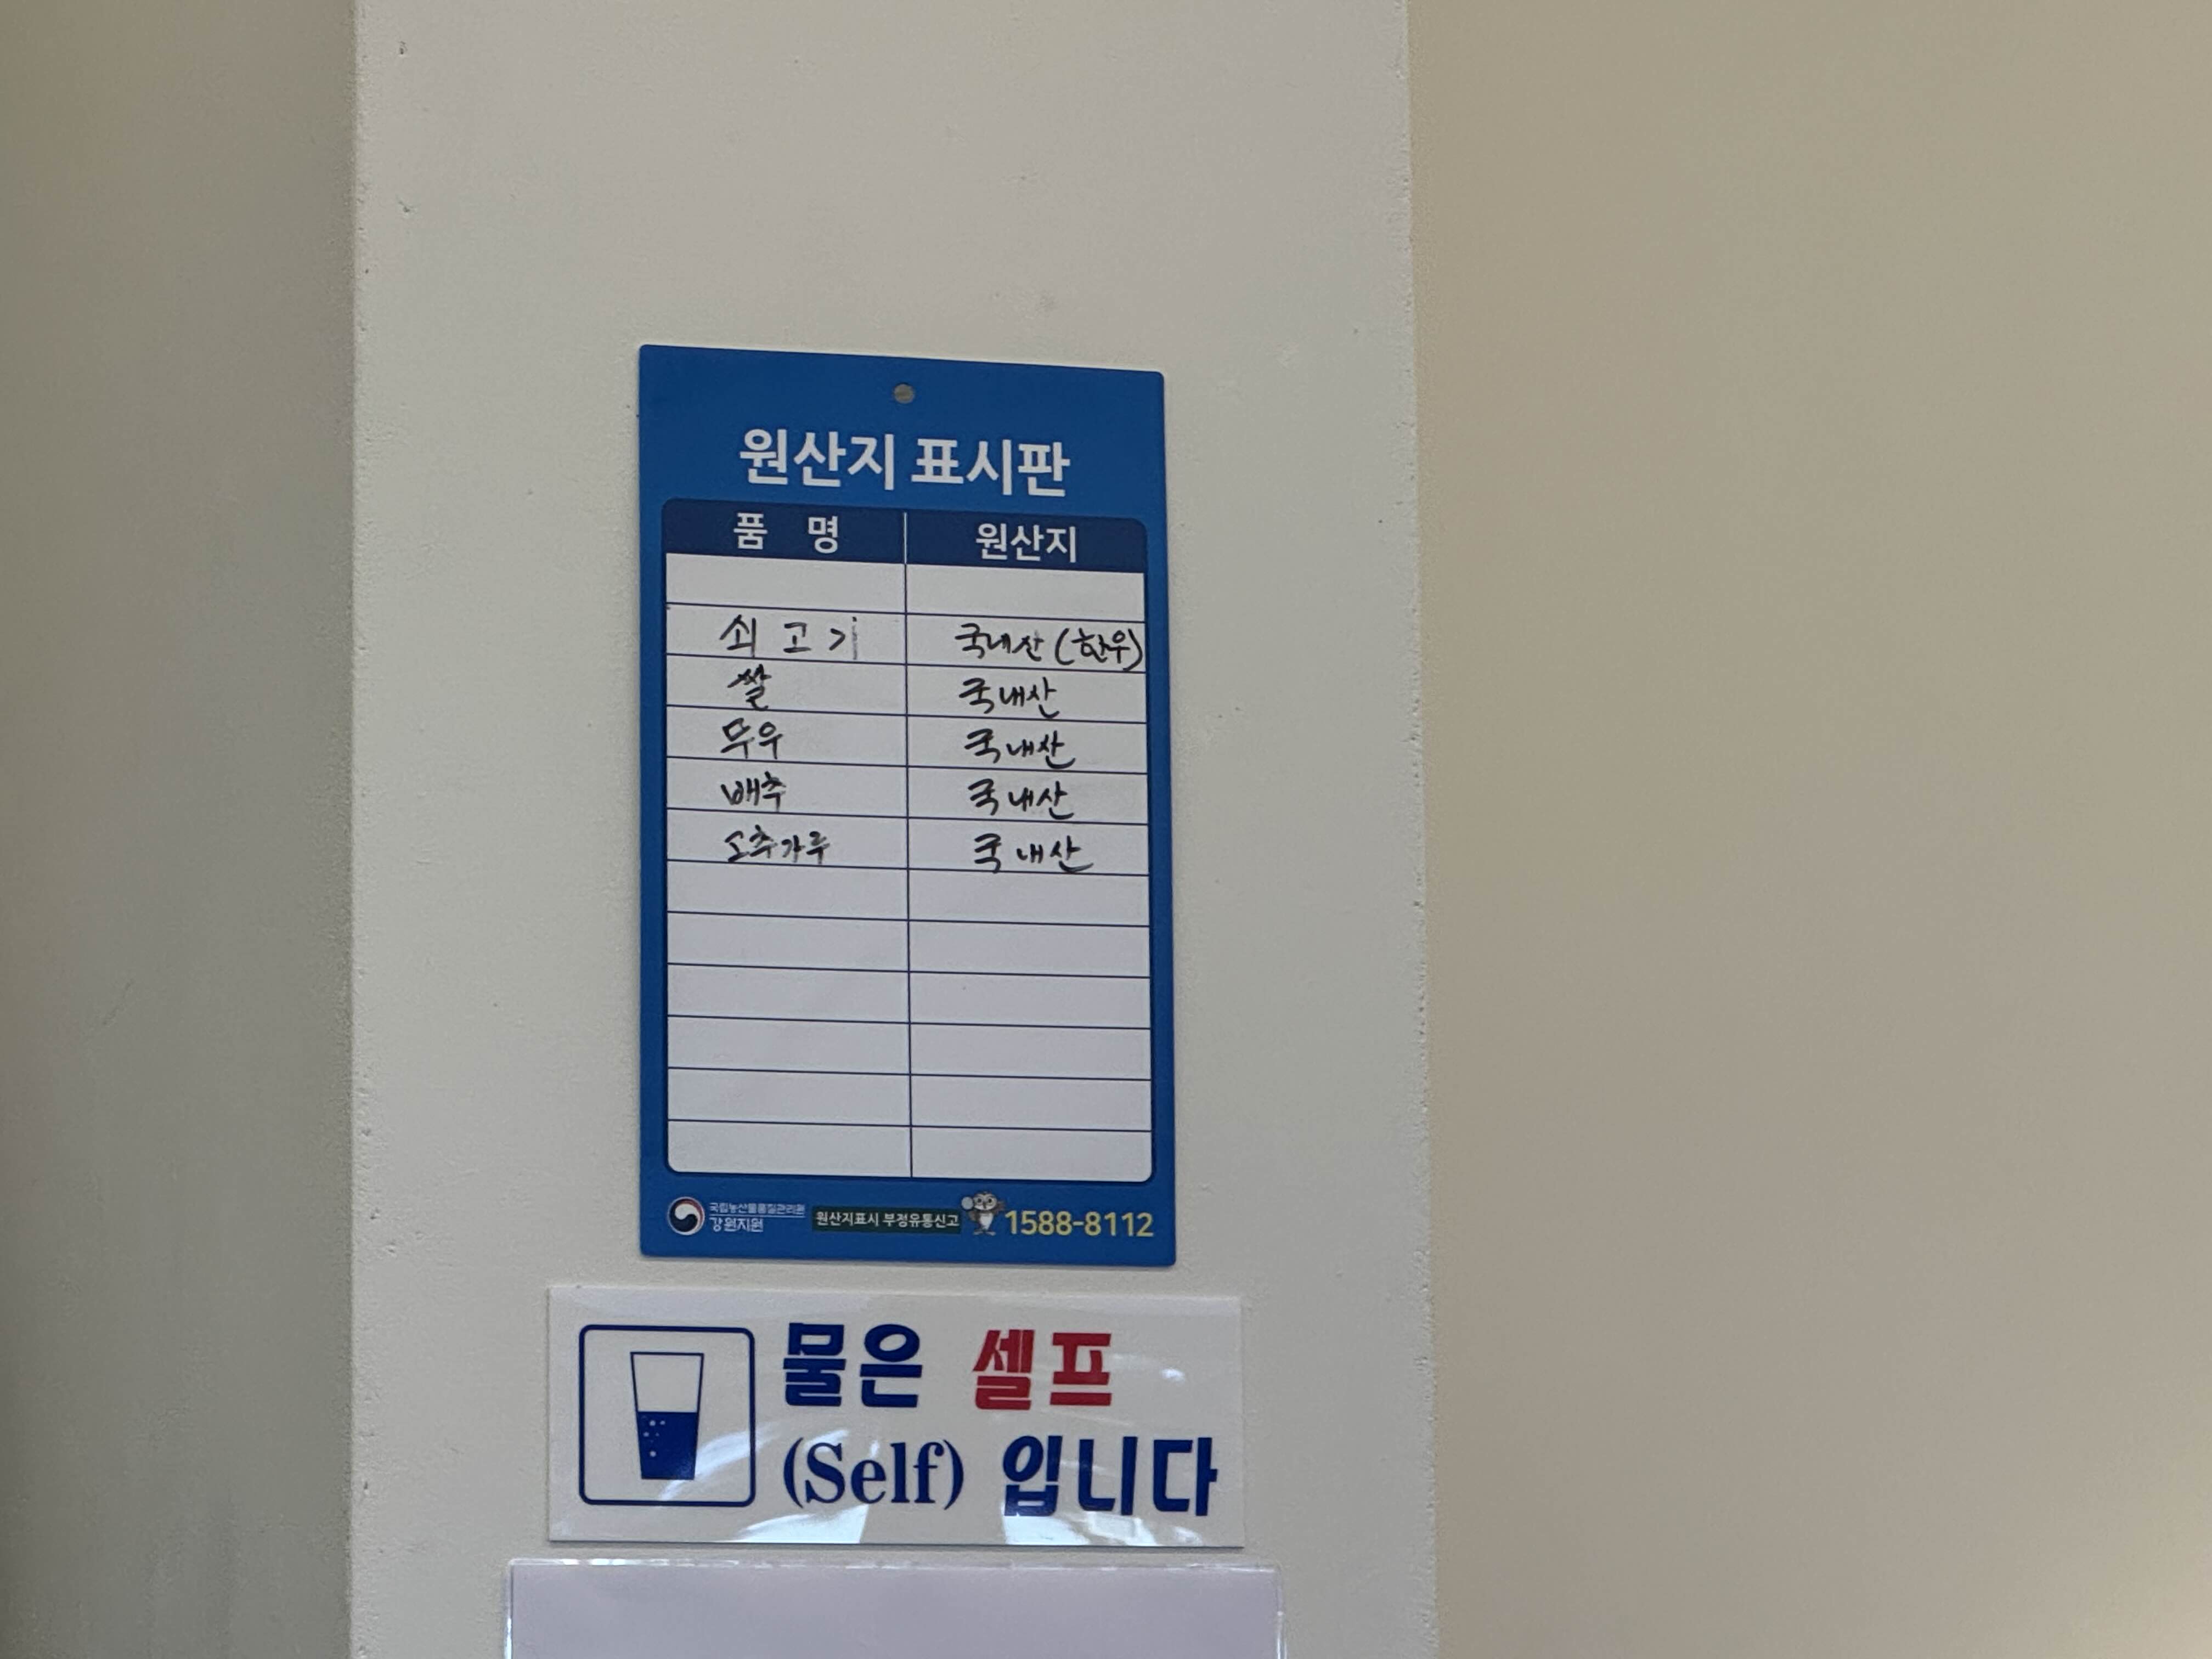 원산지 표시판
품 명 원산지
쇠고기 국내산 (한우)
쌀 국내산
무우 국내산
배추 국내산
고추가루 국내산
국립농산물품질관리원
강원지원
원산지표시 부정유통신고 1588-8112
물은 셀프
(Self) 입니다